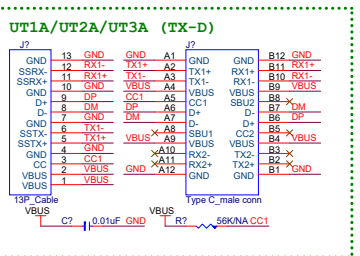 UT1A/UT2A/UT3A (TX-D)
J? J?
GND 13 GND GND A1 GND GND B12 GND
SSRX- 12 RX1- TX1+ A2 TX1+ RX1+ B11 RX1+
SSRX+ 11 RX1+ TX1- A3 TX1- RX1- B10 RX1-
GND 10 GND VBUS A4 VBUS VBUS B9 VBUS
D+ 9 DP CC1 A5 CC1 SBU2 B8
D- 8 DM DP A6 D+ D- B7 DM
GND 7 GND DM A7 D- D+ B6 DP
SSTX- 6 TX1- A8 SBU1 CC2 B5
SSTX+ 5 TX1+ VBUS A9 VBUS VBUS B4 VBUS
GND 4 GND A10 RX2- TX2- B3
CC 3 CC1 A11 RX2+ TX2+ B2
VBUS 2 VBUS GND A12 GND GND B1 GND
VBUS 1 VBUS
13P_Cable Type C_male conn
VBUS VBUS
C? 0.01uF GND R? 56K/NA CC1